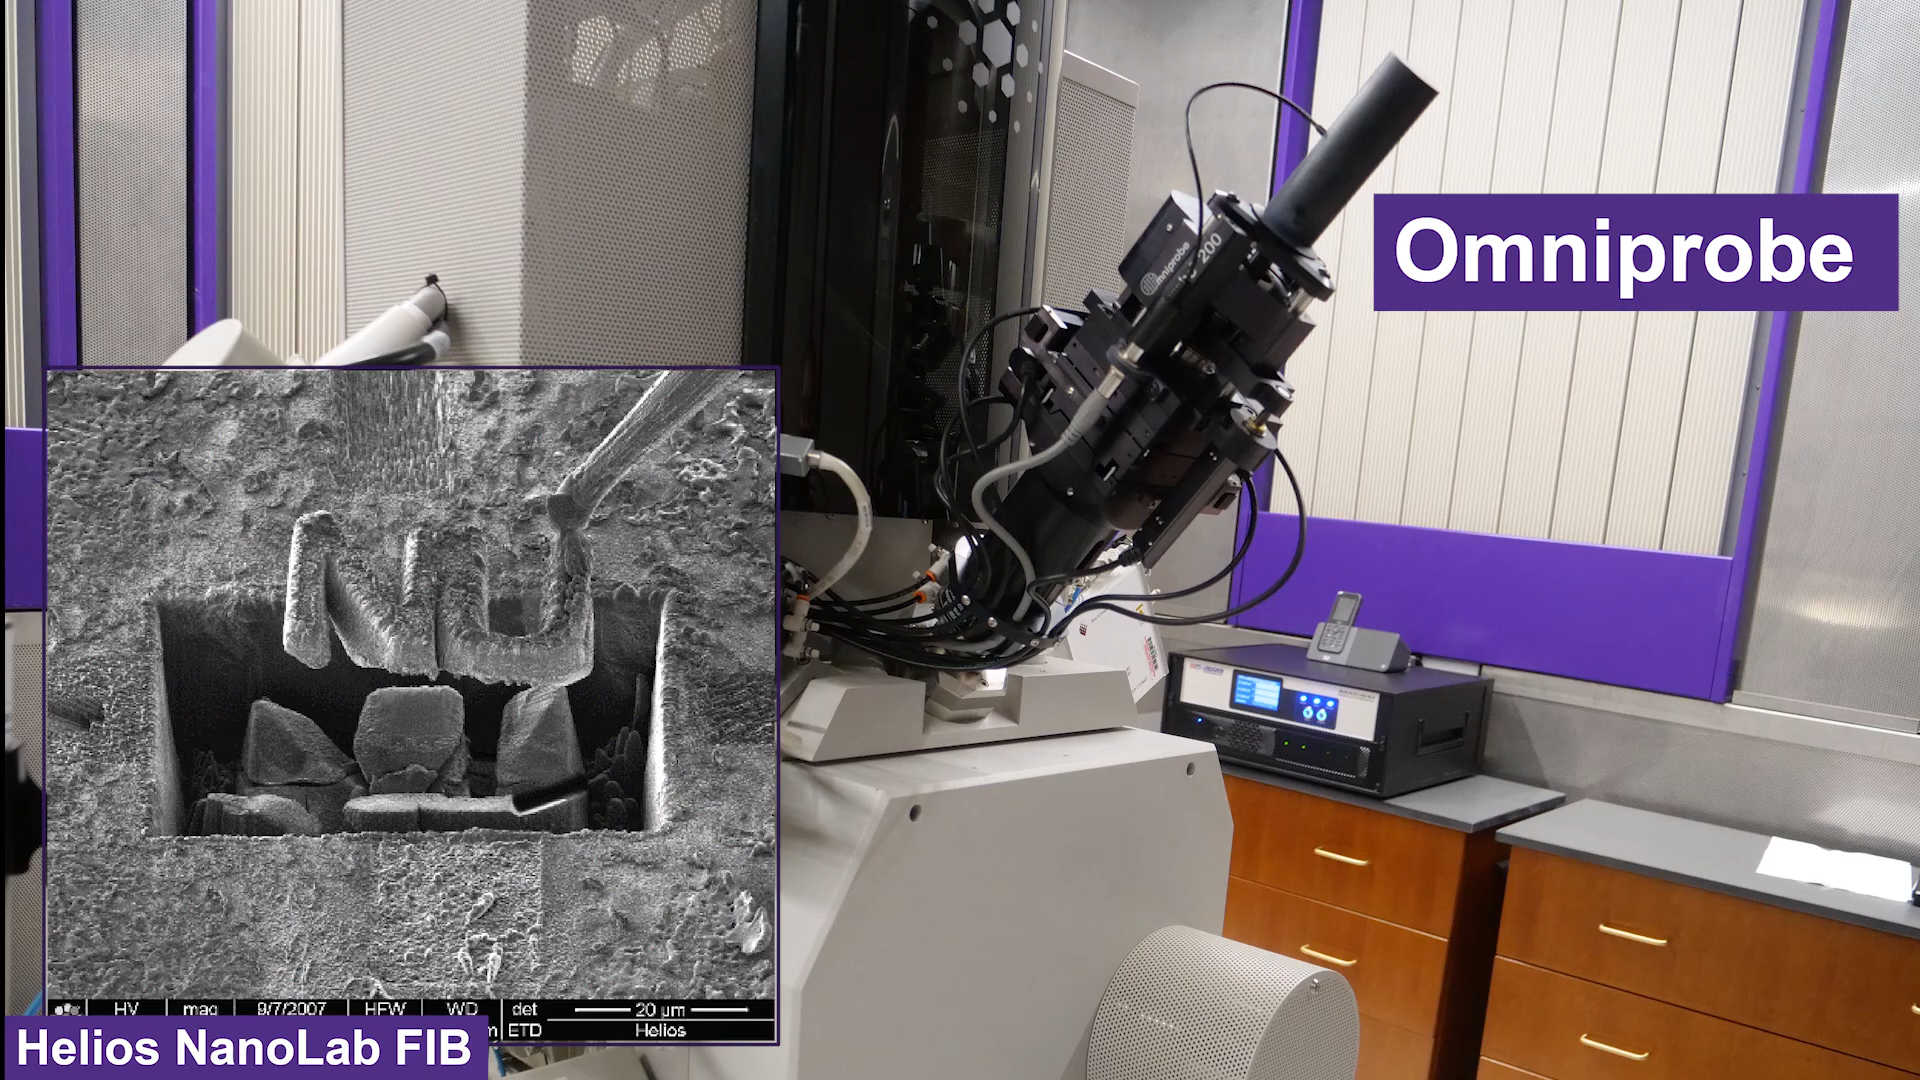 Omniprobe
Omniprobe
200
NU
HV mag 9/7/2007 HFW WD det 20 µm
ETD Helios
Helios NanoLab FIB